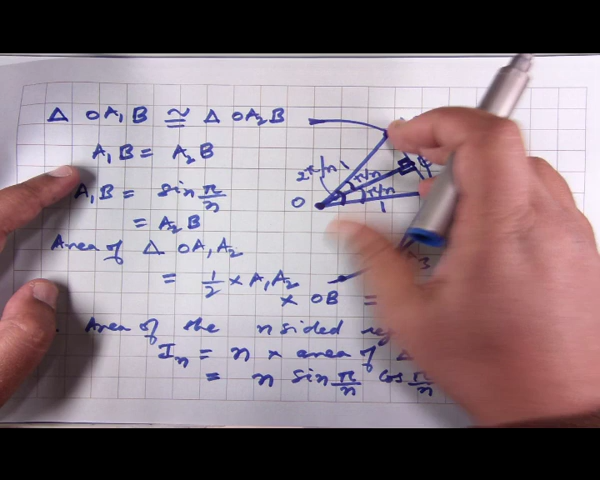 Δ OA₁B ≅ Δ OA₂B
A₁B = A₂B
A₁B = sin π/n
= A₂B
Area of Δ OA₁A₂
= 1/2 × A₁A₂
× OB =
Area of the n sided
Iₙ = n × area of Δ
= n sin π/n cos π/n
2π/n
π/n
π/n
O
1